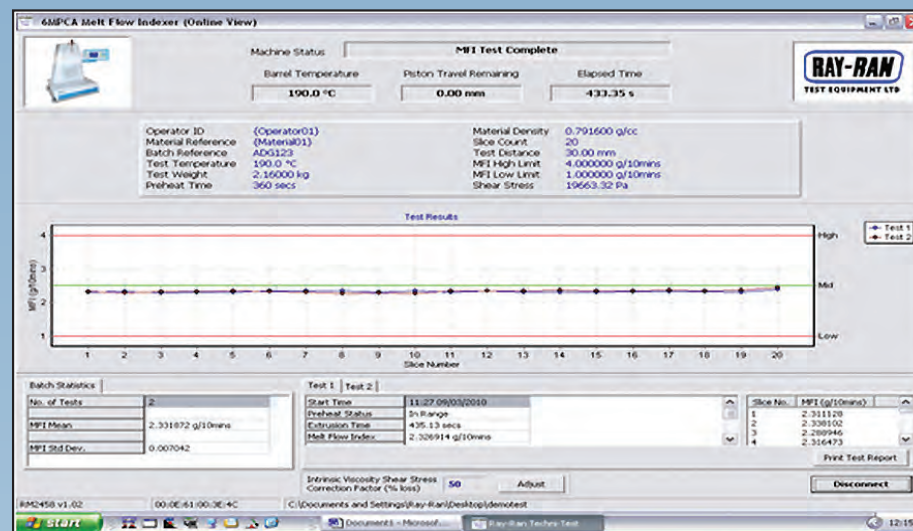 6MPCA Melt Flow Indexer (Online View)
Machine Status MFI Test Complete
Barrel Temperature Piston Travel Remaining Elapsed Time
190.0 °C 0.00 mm 433.35 s
RAY-RAN
TEST EQUIPMENT LTD
Operator ID {Operator01} Material Density 0.791600 g/cc
Material Reference {Material01} Slice Count 20
Batch Reference ADG123 Test Distance 30.00 mm
Test Temperature 190.0 °C MFI High Limit 4.000000 g/10mins
Test Weight 2.16000 kg MFI Low Limit 1.000000 g/10mins
Preheat Time 360 secs Shear Stress 19663.32 Pa
Test Results
MFI (g/10mins)
4 High
3
Mid
2
1 Low
1 2 3 4 5 6 7 8 9 10 11 12 13 14 15 16 17 18 19 20
Slice Number
Test 1
Test 2
Batch Statistics
No. of Tests 2
MFI Mean 2.331872 g/10mins
MFI Std Dev. 0.007042
Test 1 Test 2
Start Time 11:27 09/03/2010
Preheat Status In Range
Extrusion Time 435.13 secs
Melt Flow Index 2.326914 g/10mins
Slice No. MFI (g/10mins)
1 2.311128
2 2.338102
3 2.288946
4 2.316473
Print Test Report
Intrinsic Viscosity Shear Stress
Correction Factor (% loss) 50 Adjust
Disconnect
RM2458 v1.02 00:0E:61:00:3E:4C C:\Documents and Settings\Ray-Ran\Desktop\demotest
start Documents - Microsof... Ray-Ran Techni-Test